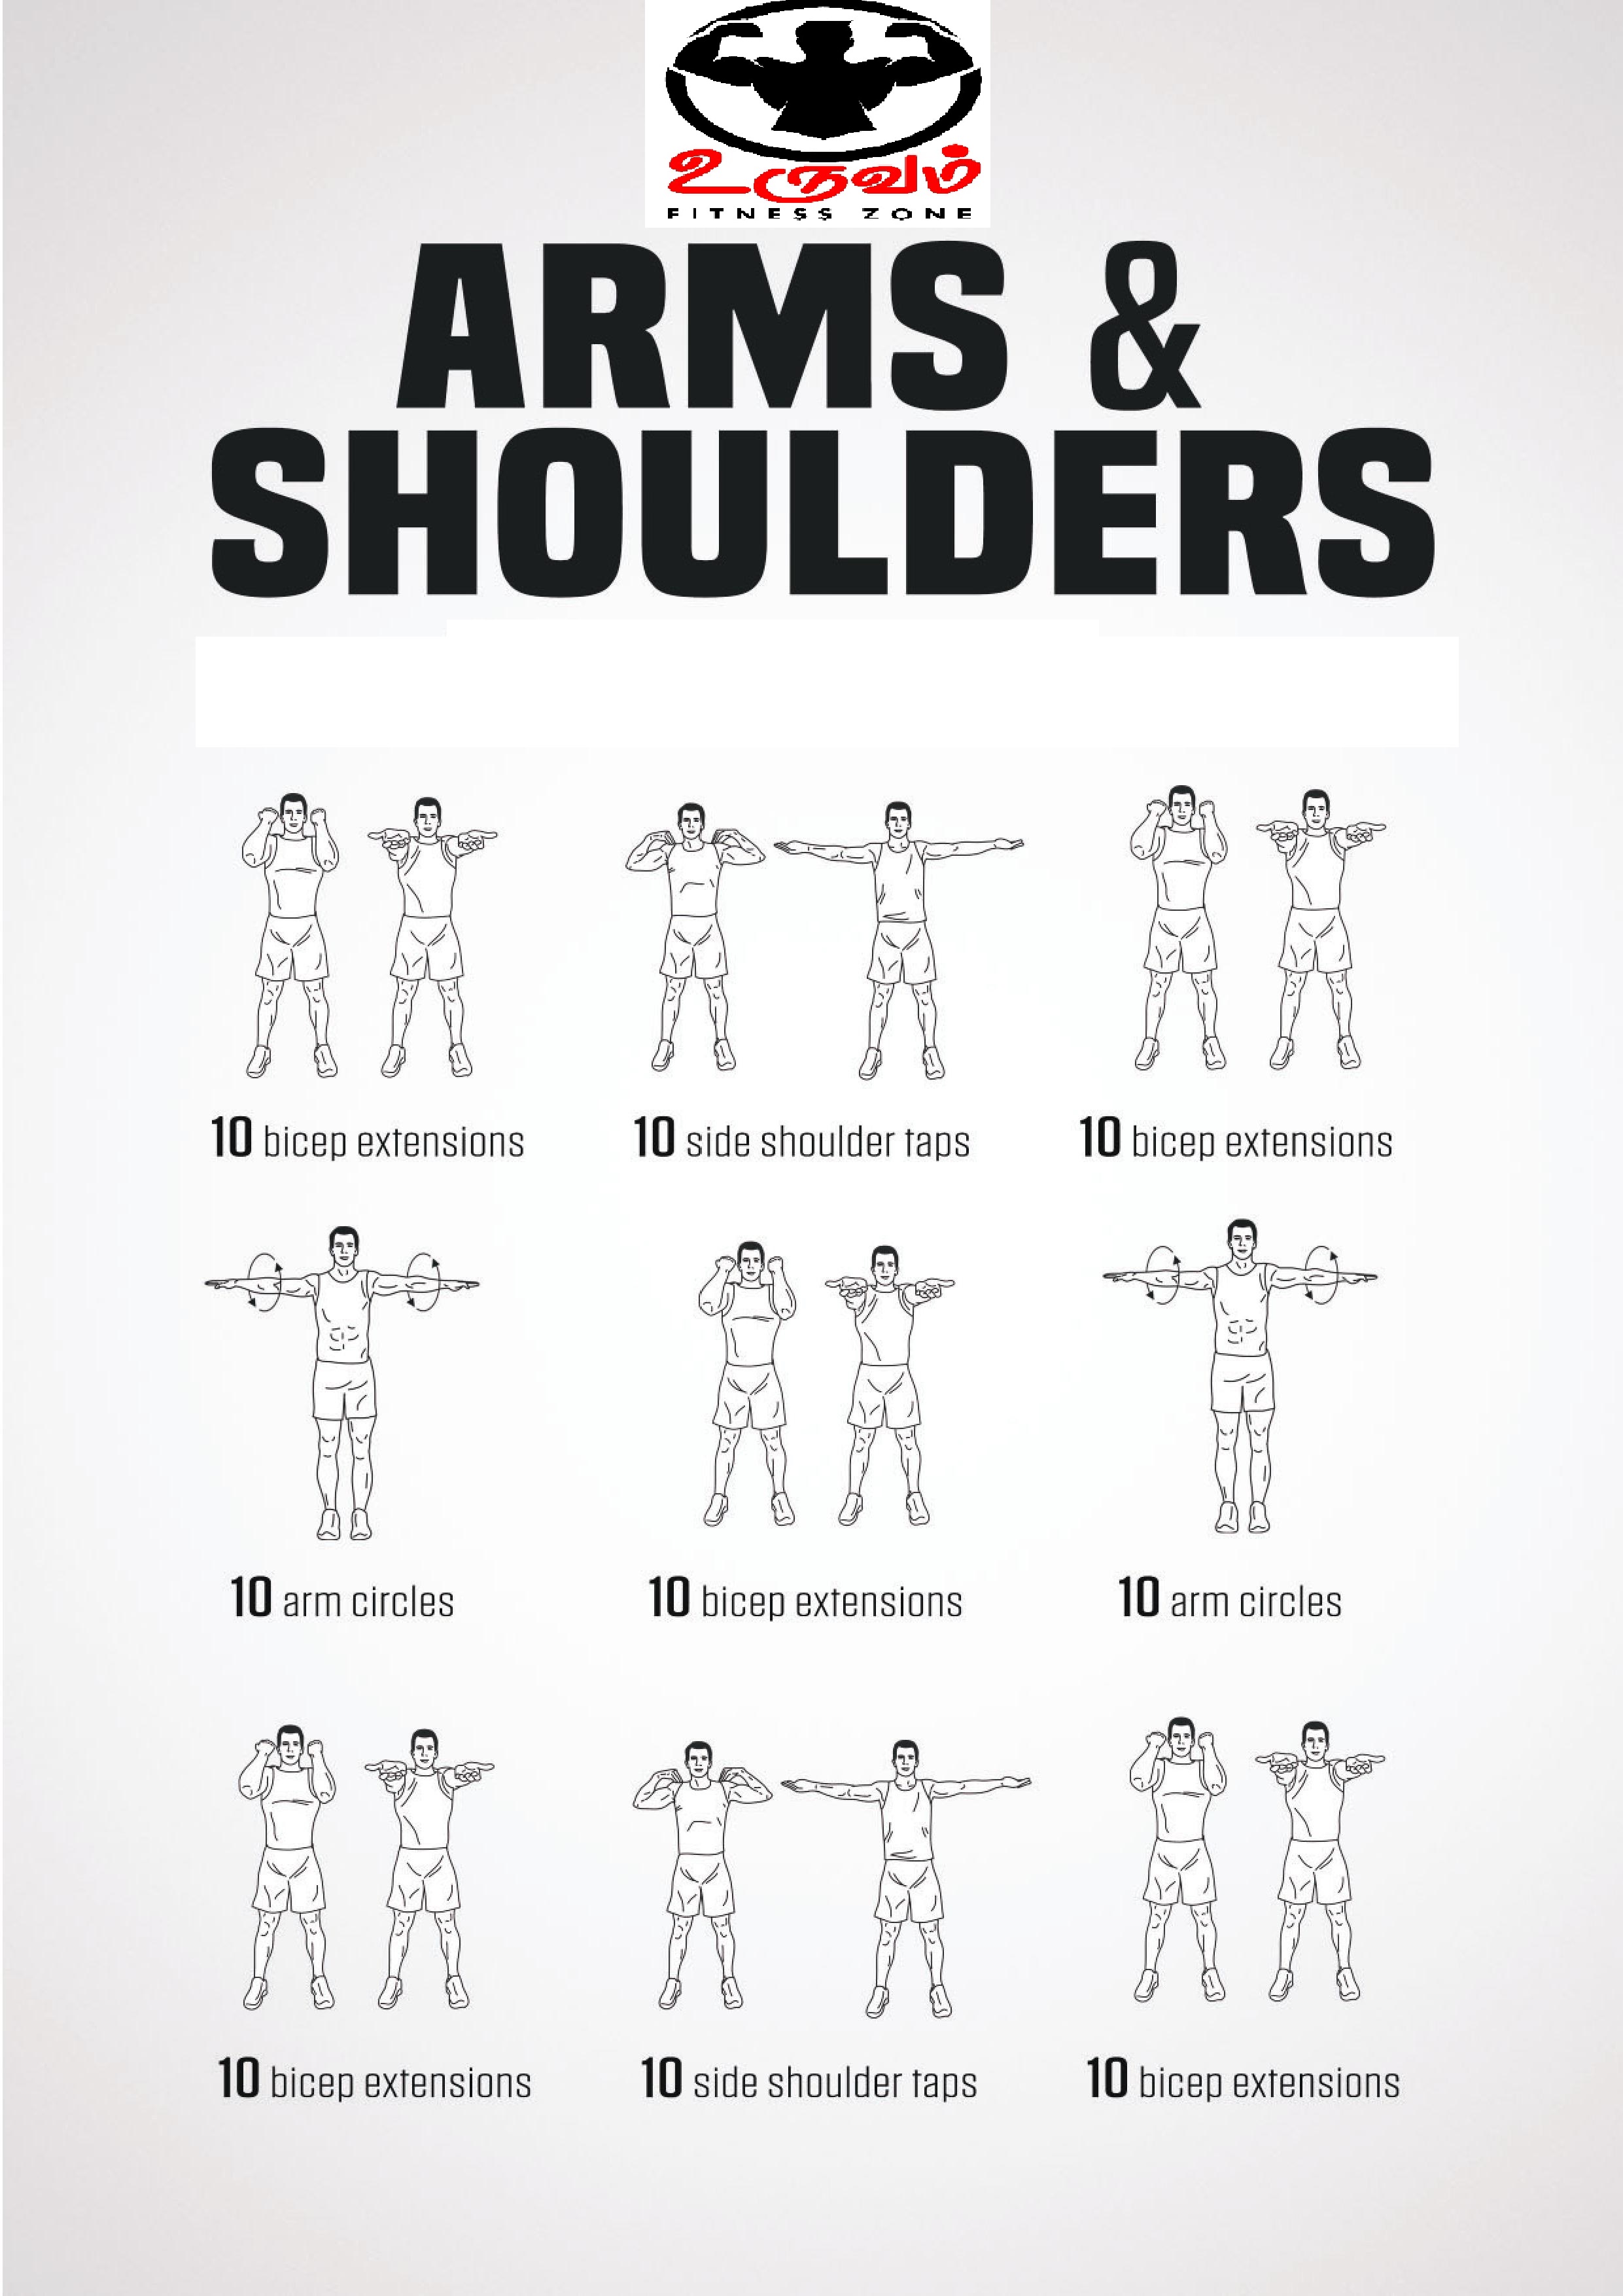 உருவம்
FITNESS ZONE
ARMS &
SHOULDERS
10 bicep extensions
10 side shoulder taps
10 bicep extensions
10 arm circles
10 bicep extensions
10 arm circles
10 bicep extensions
10 side shoulder taps
10 bicep extensions